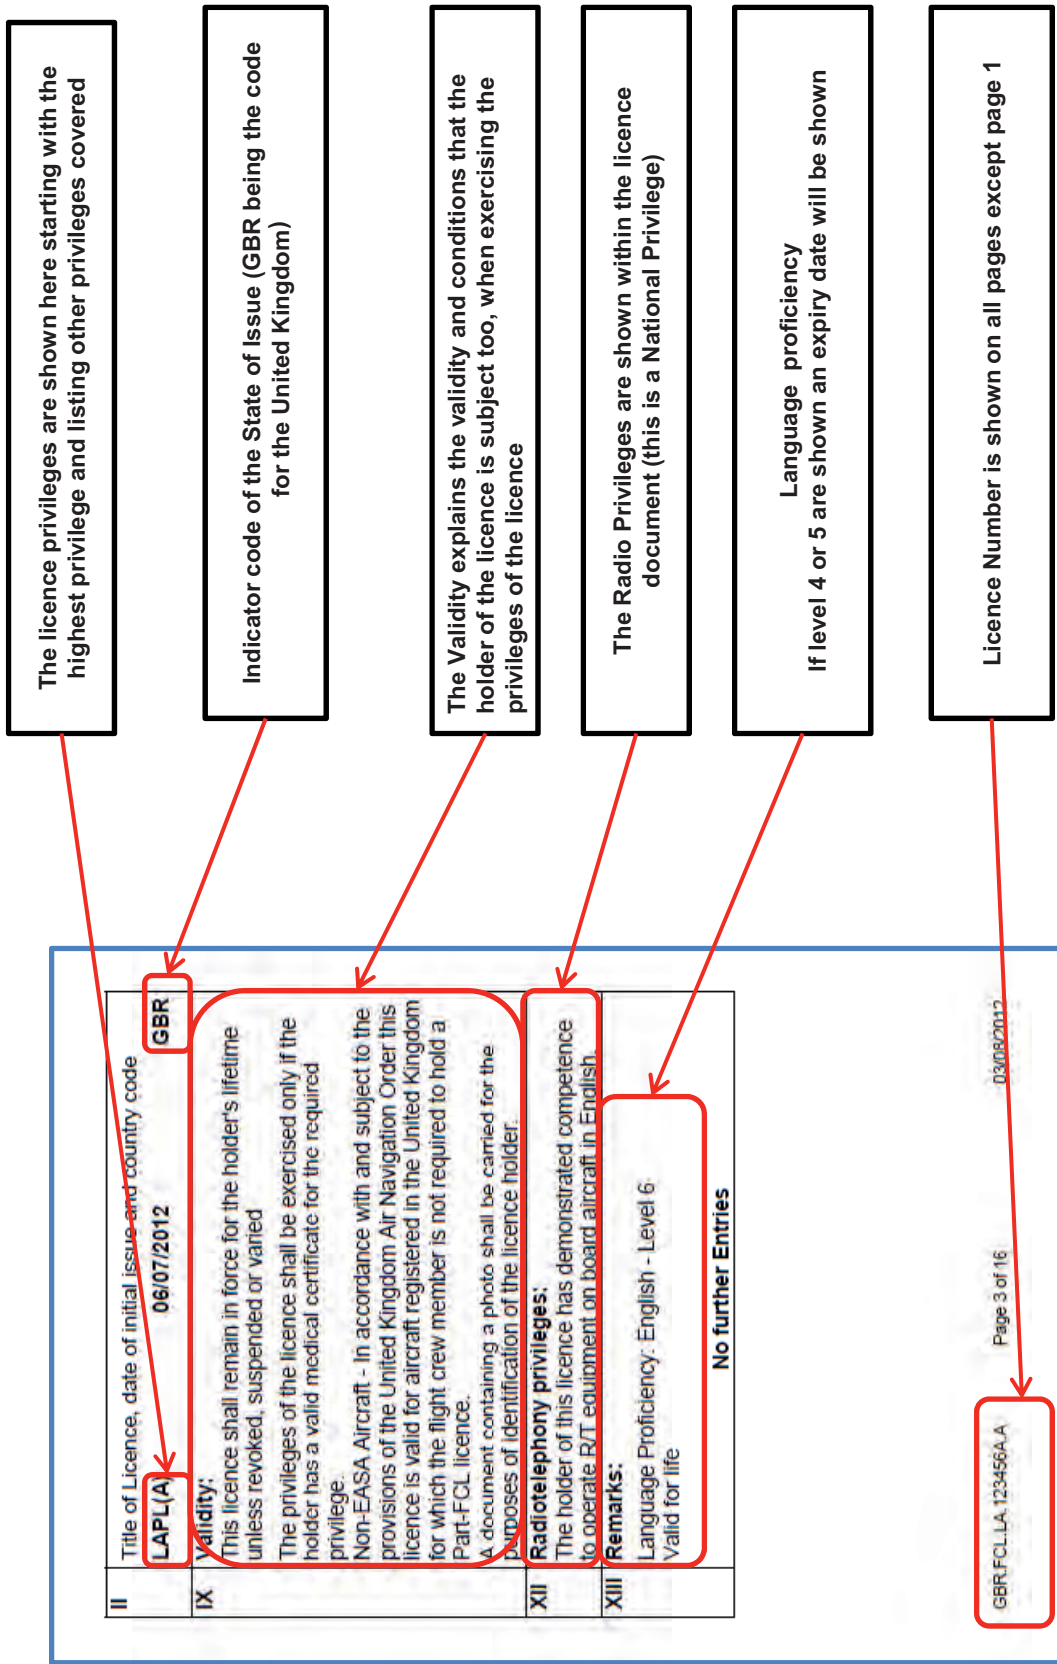 The licence privileges are shown here starting with the
highest privilege and listing other privileges covered
Indicator code of the State of Issue (GBR being the code
for the United Kingdom)
The Validity explains the validity and conditions that the
holder of the licence is subject too, when exercising the
privileges of the licence
The Radio Privileges are shown within the licence
document (this is a National Privilege)
Language proficiency
If level 4 or 5 are shown an expiry date will be shown
Licence Number is shown on all pages except page 1
II
Title of Licence, date of initial issue and country code
LAPL(A) 06/07/2012 GBR
IX
Validity:
This licence shall remain in force for the holder's lifetime
unless revoked, suspended or varied
The privileges of the licence shall be exercised only if the
holder has a valid medical certificate for the required
privilege.
Non-EASA Aircraft - In accordance with and subject to the
provisions of the United Kingdom Air Navigation Order this
licence is valid for aircraft registered in the United Kingdom
for which the flight crew member is not required to hold a
Part-FCL licence.
A document containing a photo shall be carried for the
purposes of identification of the licence holder.
XII
Radiotelephony privileges:
The holder of this licence has demonstrated competence
to operate R/T equipment on board aircraft in English.
XIII
Remarks:
Language Proficiency: English - Level 6
Valid for life
No further Entries
GBR.FCL.LA.123456A.A Page 3 of 16 03/08/2012